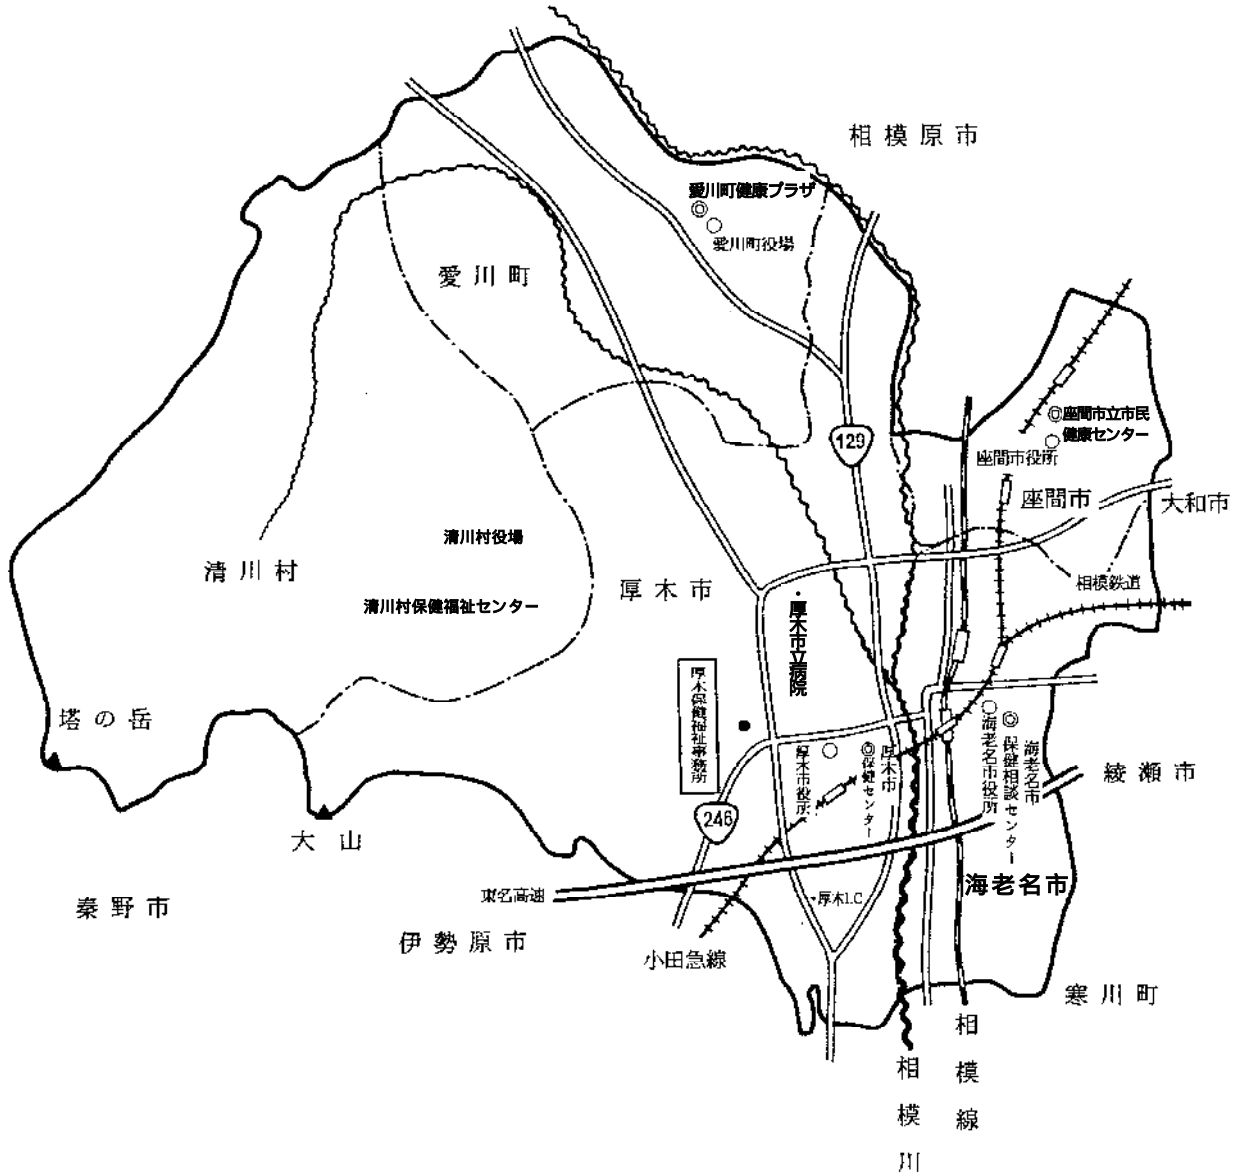 相模原市
愛川町健康プラザ
愛川町役場
愛川町
129
座間市立市民
健康センター
座間市役所
座間市
大和市
清川村役場
清川村
清川村保健福祉センター
厚木市
相模鉄道
厚木市立病院
厚木保健福祉事務所
塔の岳
厚木市役所
厚木市
保健センター
海老名市役所
海老名市
保健相談センター
綾瀬市
246
大山
海老名市
東名高速
厚木I.C
秦野市
伊勢原市
小田急線
寒川町
相模線
相模川